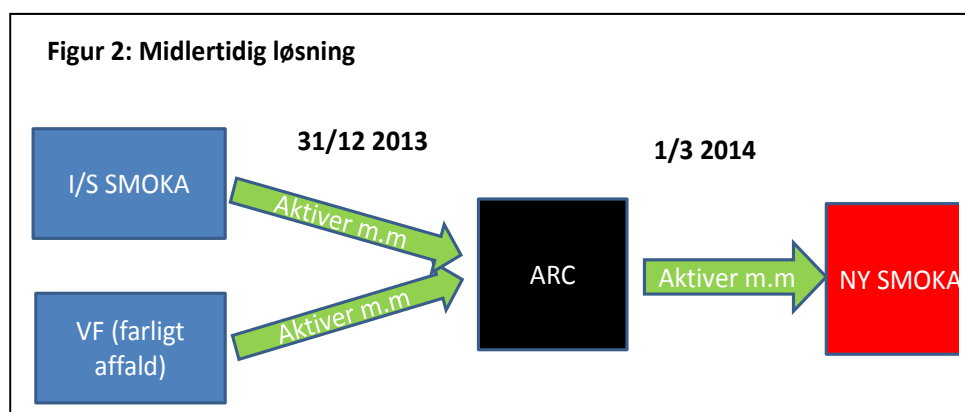 Figur 2: Midlertidig løsning
31/12 2013
1/3 2014
I/S SMOKA
Aktiver m.m
VF (farligt
affald)
Aktiver m.m
ARC
Aktiver m.m
NY SMOKA